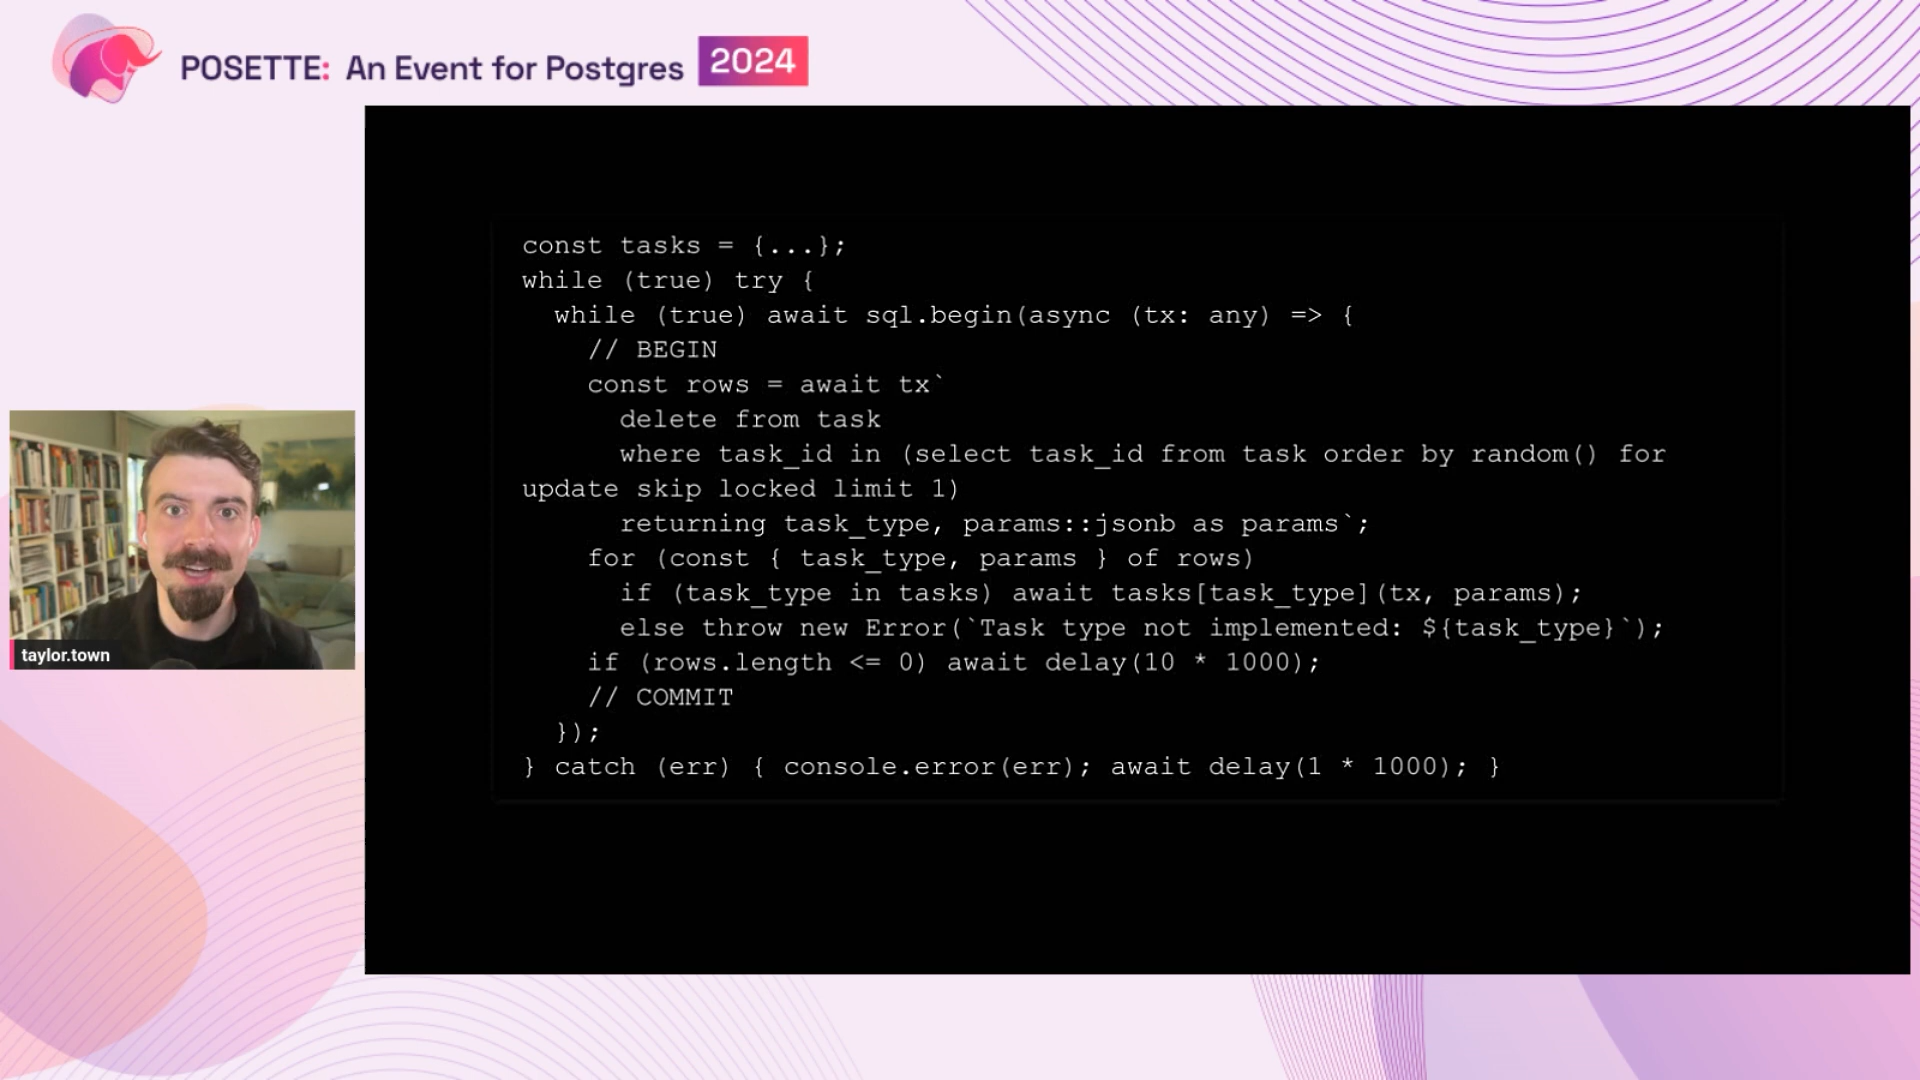 POSETTE: An Event for Postgres 2024
const tasks = {...};
while (true) try {
while (true) await sql.begin(async (tx: any) => {
// BEGIN
const rows = await tx`
delete from task
where task_id in (select task_id from task order by random() for
update skip locked limit 1)
returning task_type, params::jsonb as params`;
for (const { task_type, params } of rows)
if (task_type in tasks) await tasks[task_type](tx, params);
else throw new Error(`Task type not implemented: ${task_type}`);
if (rows.length <= 0) await delay(10 * 1000);
// COMMIT
});
} catch (err) { console.error(err); await delay(1 * 1000); }
taylor.town